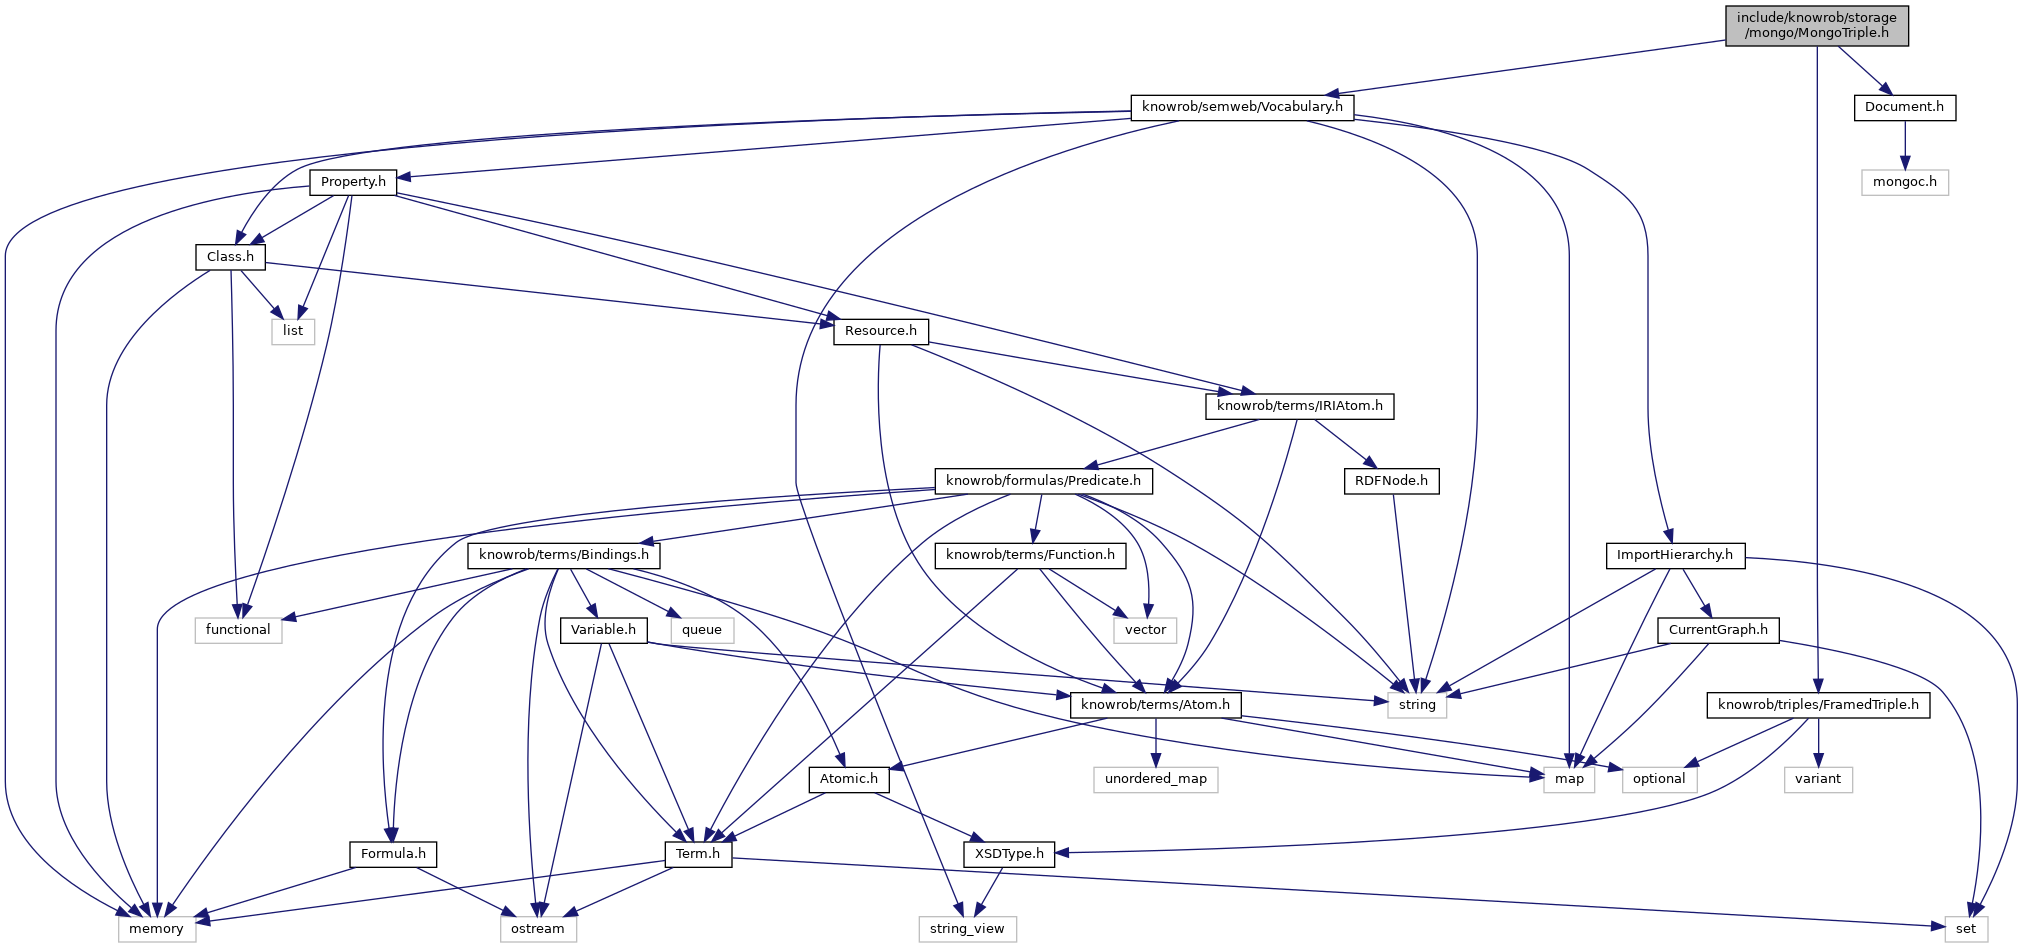 include/knowrob/storage
/mongo/MongoTriple.h
knowrob/semweb/Vocabulary.h
Document.h
Property.h
mongoc.h
Class.h
list
Resource.h
knowrob/terms/IRIAtom.h
knowrob/formulas/Predicate.h
RDFNode.h
knowrob/terms/Bindings.h
knowrob/terms/Function.h
ImportHierarchy.h
functional
Variable.h
queue
vector
CurrentGraph.h
knowrob/terms/Atom.h
string
knowrob/triples/FramedTriple.h
Atomic.h
unordered_map
map
optional
variant
Formula.h
Term.h
XSDType.h
memory
ostream
string_view
set